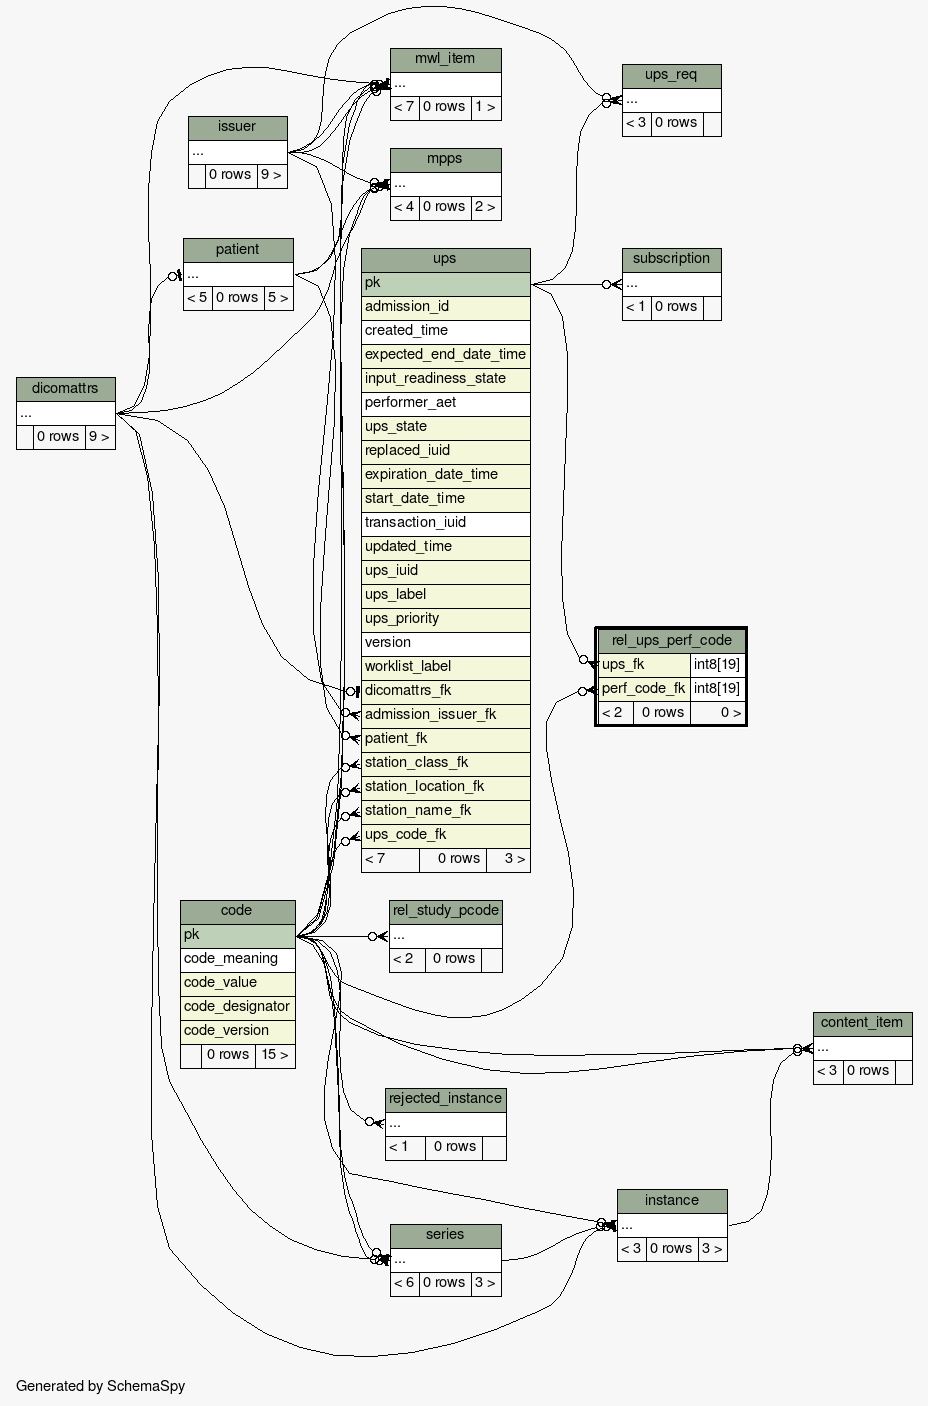 mwl_item
...
< 7 0 rows 1 >
ups_req
...
< 3 0 rows
issuer
...
0 rows 9 >
mpps
...
< 4 0 rows 2 >
patient
...
< 5 0 rows 5 >
ups
pk
admission_id
created_time
expected_end_date_time
input_readiness_state
performer_aet
ups_state
replaced_iuid
expiration_date_time
start_date_time
transaction_iuid
updated_time
ups_iuid
ups_label
ups_priority
version
worklist_label
dicomattrs_fk
admission_issuer_fk
patient_fk
station_class_fk
station_location_fk
station_name_fk
ups_code_fk
< 7 0 rows 3 >
subscription
...
< 1 0 rows
dicomattrs
...
0 rows 9 >
rel_ups_perf_code
ups_fk int8[19]
perf_code_fk int8[19]
< 2 0 rows 0 >
code
pk
code_meaning
code_value
code_designator
code_version
0 rows 15 >
rel_study_pcode
...
< 2 0 rows
content_item
...
< 3 0 rows
rejected_instance
...
< 1 0 rows
instance
...
< 3 0 rows 3 >
series
...
< 6 0 rows 3 >
Generated by SchemaSpy